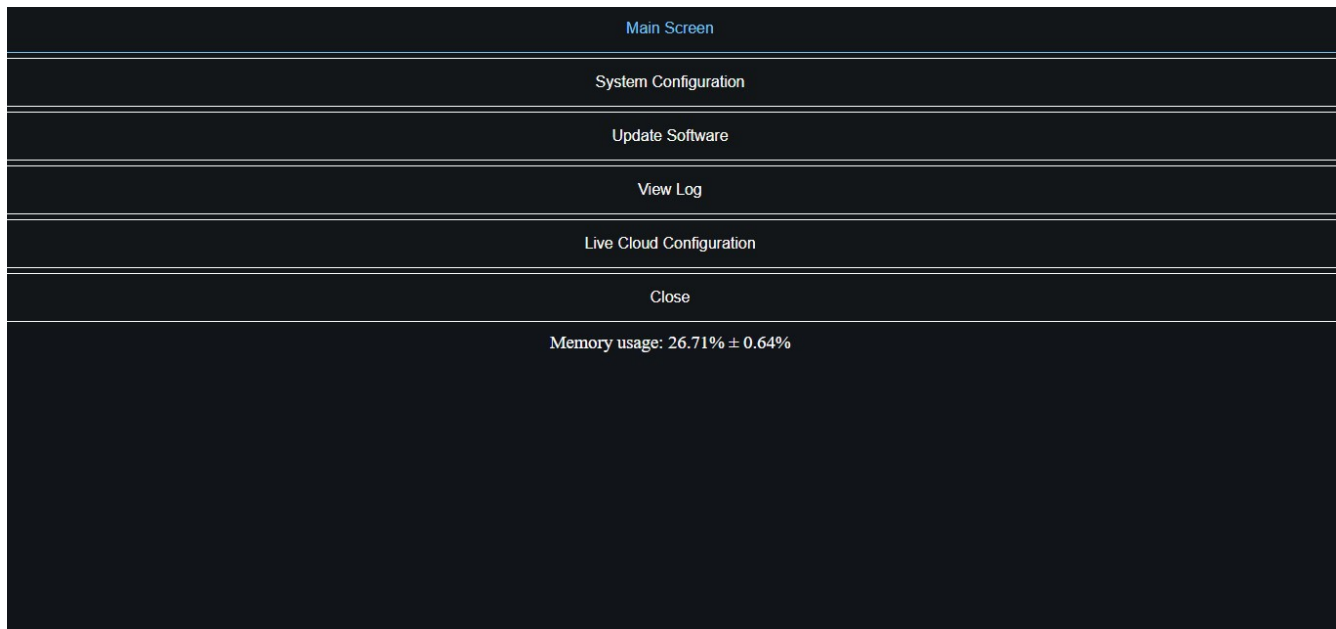 Main Screen
System Configuration
Update Software
View Log
Live Cloud Configuration
Close
Memory usage: 26.71% ± 0.64%